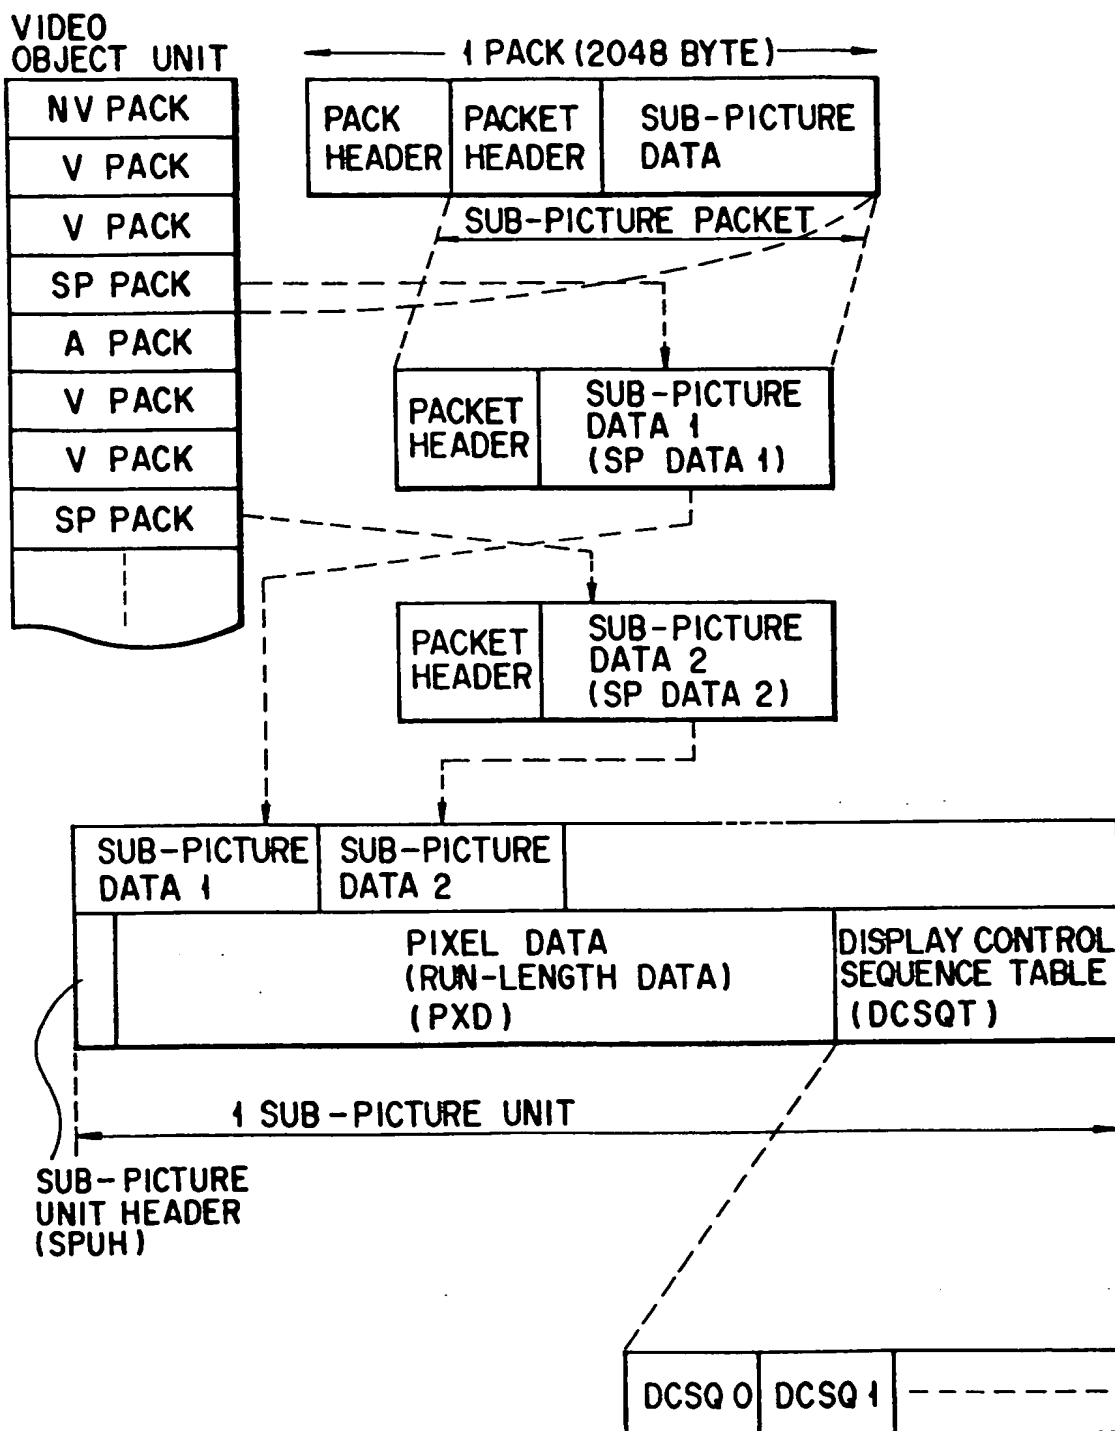 VIDEO
OBJECT UNIT
NV PACK
V PACK
V PACK
SP PACK
A PACK
V PACK
V PACK
SP PACK
1 PACK (2048 BYTE)
PACK
HEADER
PACKET
HEADER
SUB-PICTURE
DATA
SUB-PICTURE PACKET
PACKET
HEADER
SUB-PICTURE
DATA 1
(SP DATA 1)
PACKET
HEADER
SUB-PICTURE
DATA 2
(SP DATA 2)
SUB-PICTURE
DATA 1
SUB-PICTURE
DATA 2
PIXEL DATA
(RUN-LENGTH DATA)
(PXD)
DISPLAY CONTROL
SEQUENCE TABLE
(DCSQT)
1 SUB-PICTURE UNIT
SUB-PICTURE
UNIT HEADER
(SPUH)
DCSQ 0
DCSQ 1